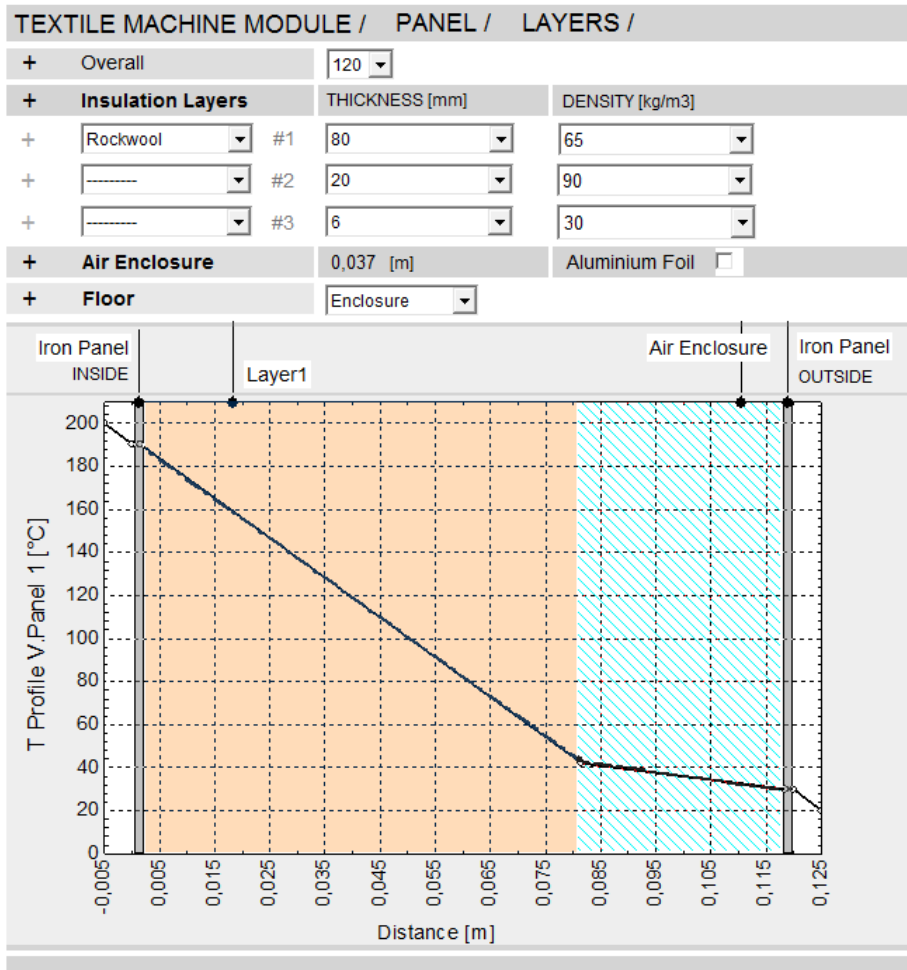 TEXTILE MACHINE MODULE / PANEL / LAYERS /
+ Overall 120
+ Insulation Layers THICKNESS [mm] DENSITY [kg/m3]
+ Rockwool #1 80 65
+ --------- #2 20 90
+ --------- #3 6 30
+ Air Enclosure 0,037 [m] Aluminium Foil
+ Floor Enclosure
Iron Panel Air Enclosure Iron Panel
INSIDE Layer1 OUTSIDE
T Profile V.Panel 1 [°C]
200
180
160
140
120
100
80
60
40
20
0
-0,005 0,005 0,015 0,025 0,035 0,045 0,055 0,065 0,075 0,085 0,095 0,105 0,115 0,125
Distance [m]